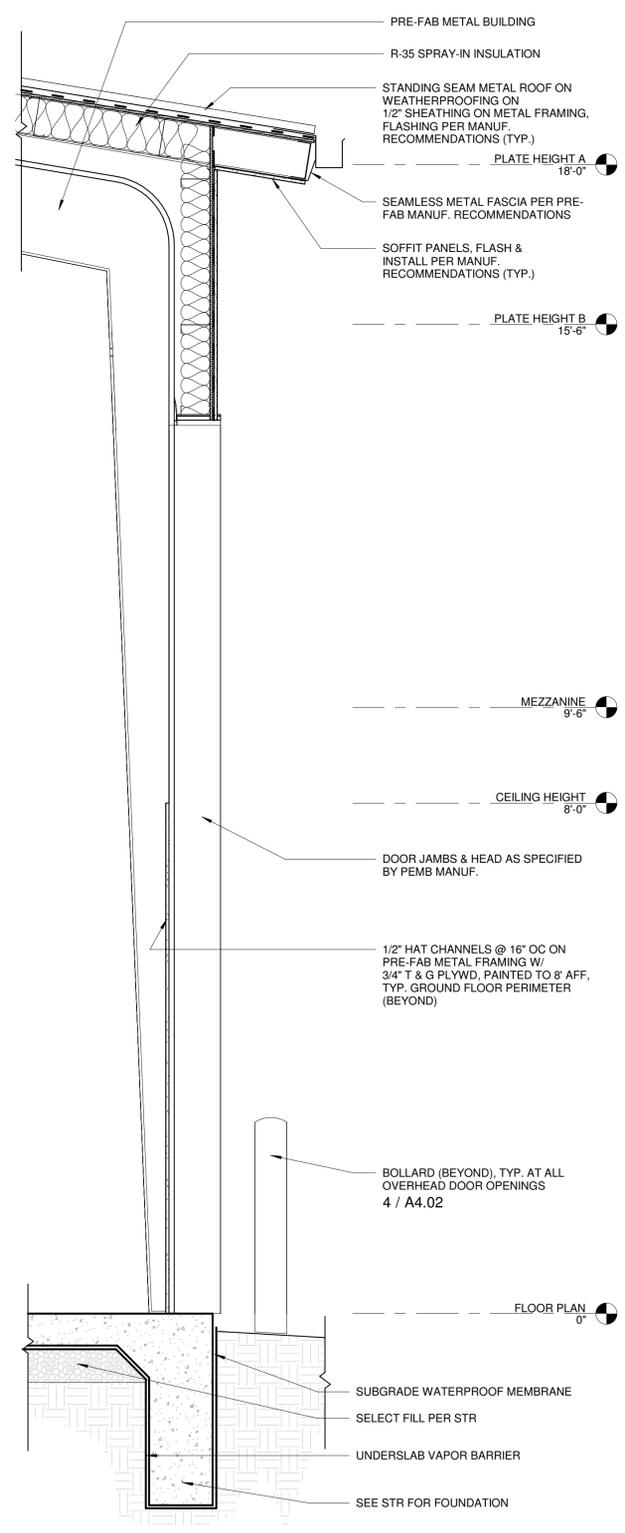 PRE-FAB METAL BUILDING
R-35 SPRAY-IN INSULATION
STANDING SEAM METAL ROOF ON
WEATHERPROOFING ON
1/2" SHEATHING ON METAL FRAMING,
FLASHING PER MANUF.
RECOMMENDATIONS (TYP.)
PLATE HEIGHT A
18'-0"
SEAMLESS METAL FASCIA PER PRE-
FAB MANUF. RECOMMENDATIONS
SOFFIT PANELS, FLASH &
INSTALL PER MANUF.
RECOMMENDATIONS (TYP.)
PLATE HEIGHT B
15'-6"
MEZZANINE
9'-6"
CEILING HEIGHT
8'-0"
DOOR JAMBS & HEAD AS SPECIFIED
BY PEMB MANUF.
1/2" HAT CHANNELS @ 16" OC ON
PRE-FAB METAL FRAMING W/
3/4" T & G PLYWD, PAINTED TO 8' AFF,
TYP. GROUND FLOOR PERIMETER
(BEYOND)
BOLLARD (BEYOND), TYP. AT ALL
OVERHEAD DOOR OPENINGS
4 / A4.02
FLOOR PLAN
0"
SUBGRADE WATERPROOF MEMBRANE
SELECT FILL PER STR
UNDERSLAB VAPOR BARRIER
SEE STR FOR FOUNDATION